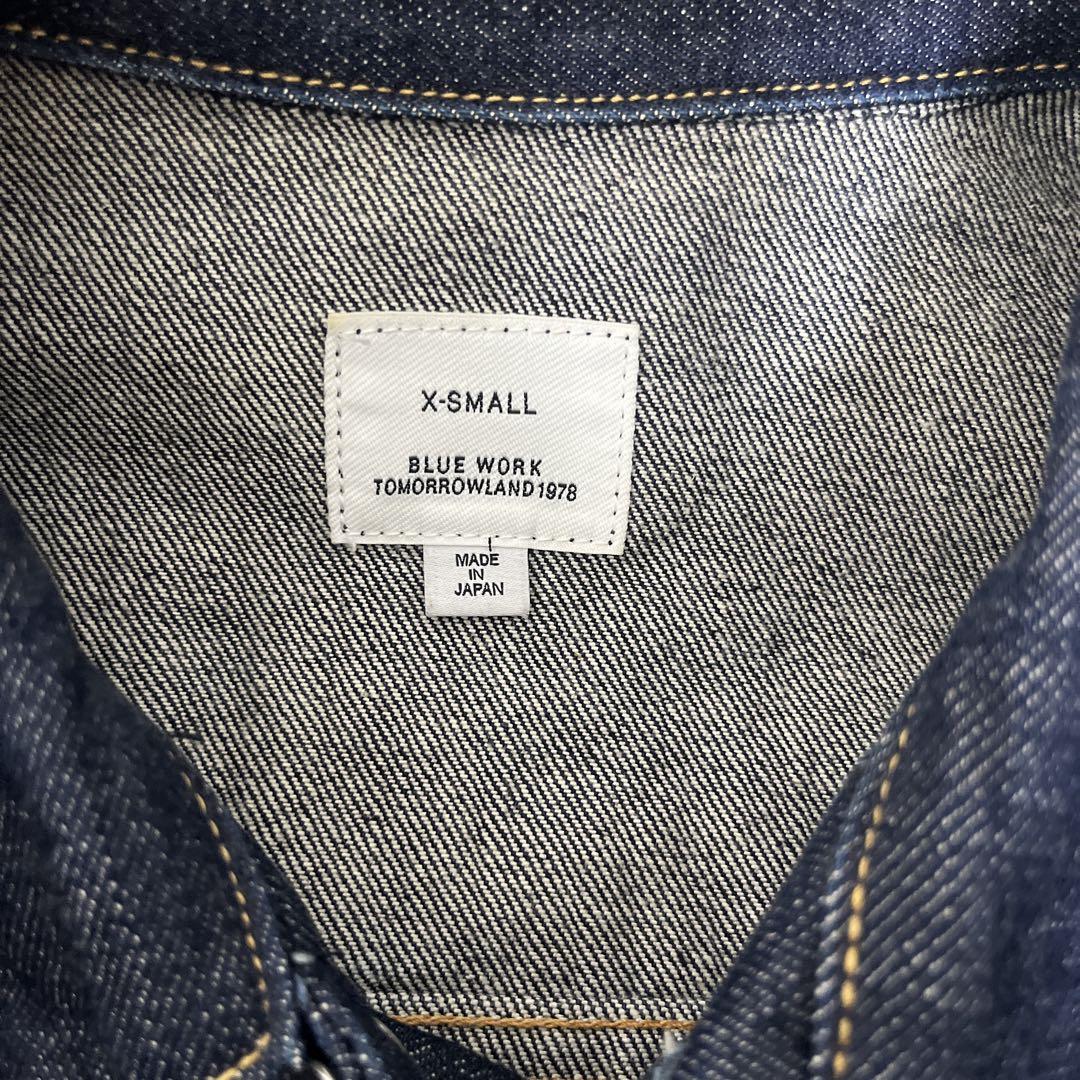 X-SMALL
BLUE WORK
TOMORROWLAND 1978
MADE
IN
JAPAN